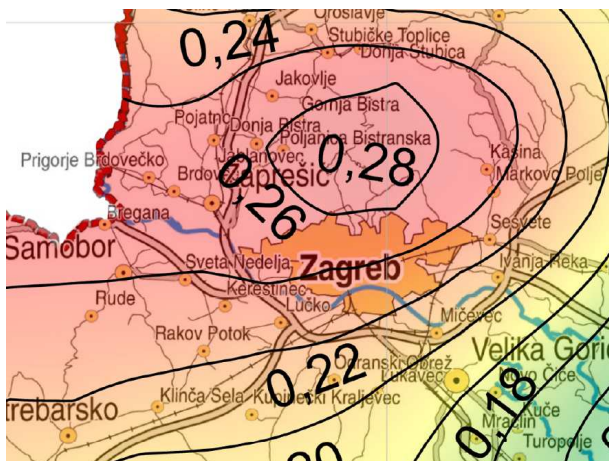 Oroslavje
0,24
Stubičke Toplice
Donja Stubica
Jakovlje
Gornja Bistra
Pojatno
Donja Bistra
Poljanica Bistranska
Kašina
Prigorje Brdovečko
Jablanovec
0,28
Markovo Polje
Brdovec
Zaprešić
0,26
Bregana
Sesvete
Samobor
Sveta Nedelja
Zagreb
Ivanja Reka
Rude
Kerestinec
Lučko
Mičevec
Rakov Potok
Velika Goric
0,22
Odranski Obrež
Lukavec
Novo Čiče
0,18
Klinča Sela
Kupinečki Kraljevec
Kuče
trebarsko
Mraclin
Turopolje